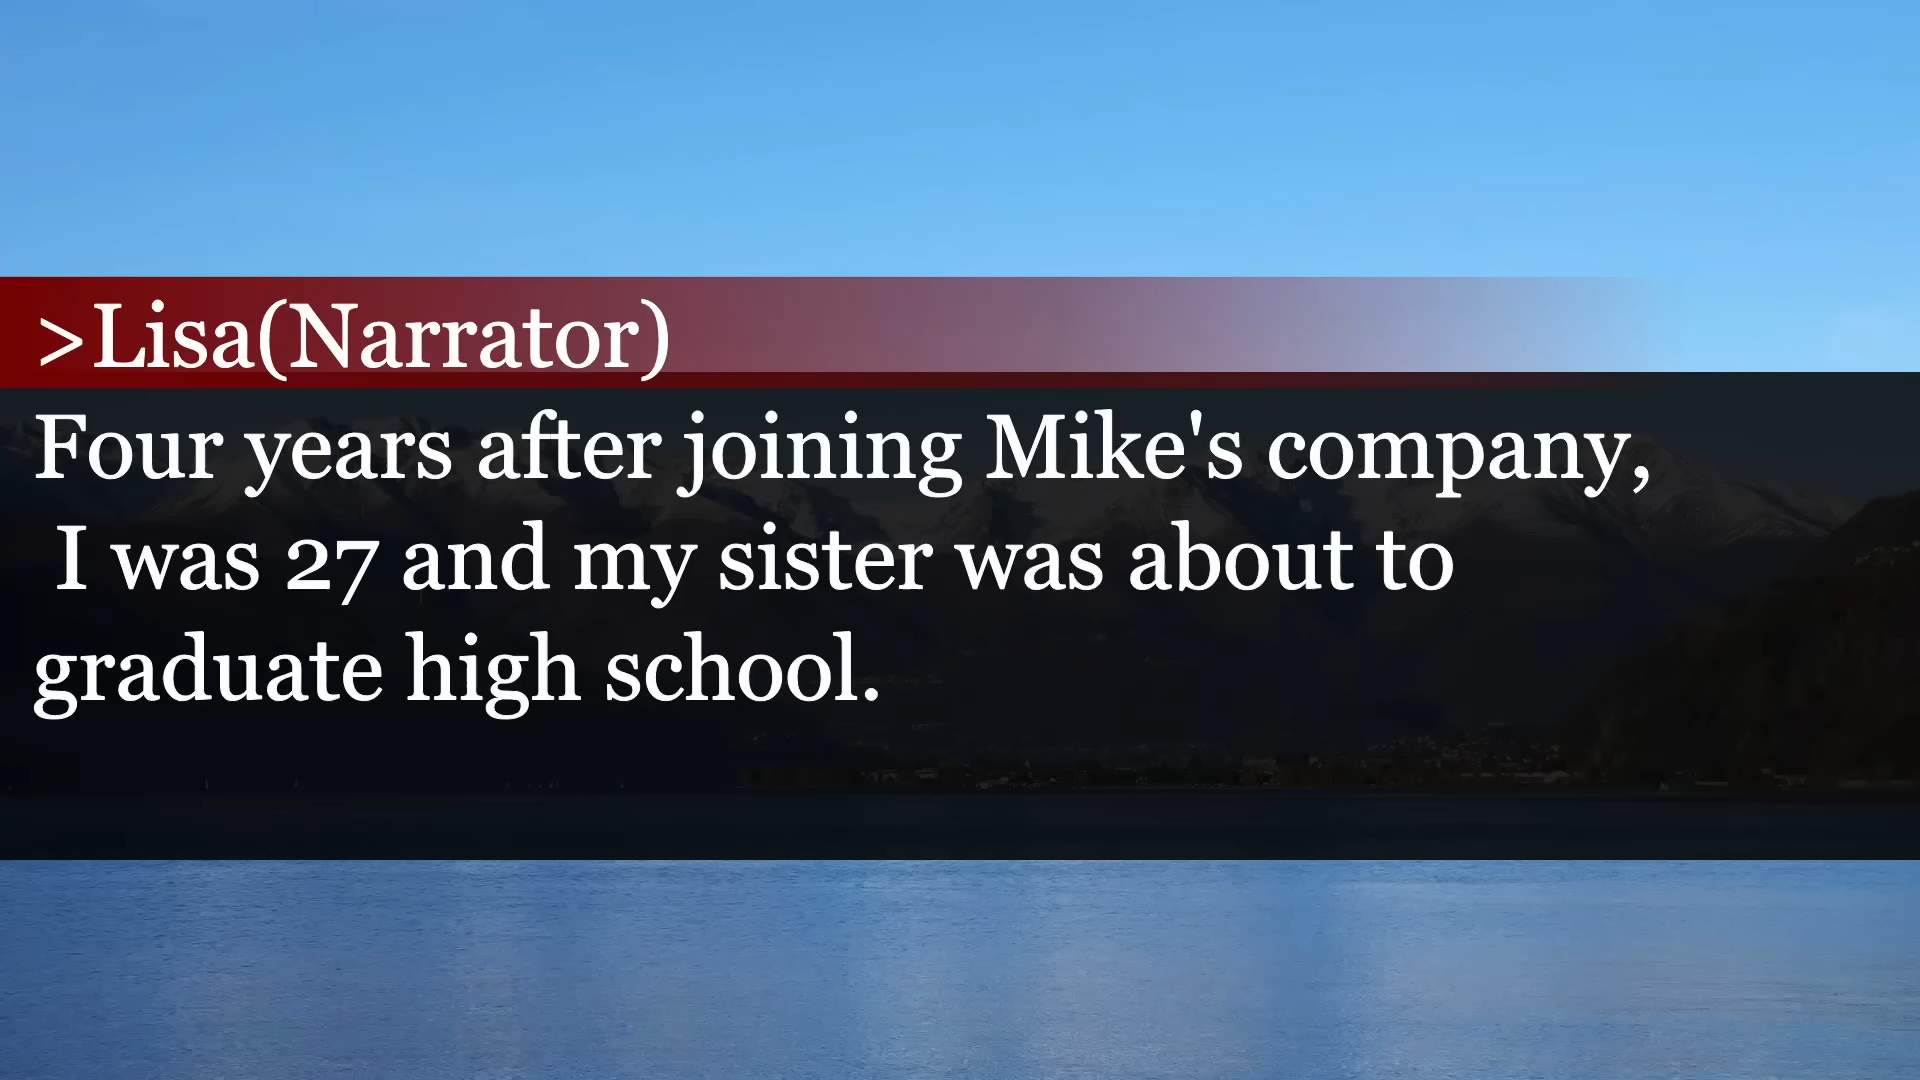 >Lisa(Narrator)
Four years after joining Mike's company,
I was 27 and my sister was about to
graduate high school.